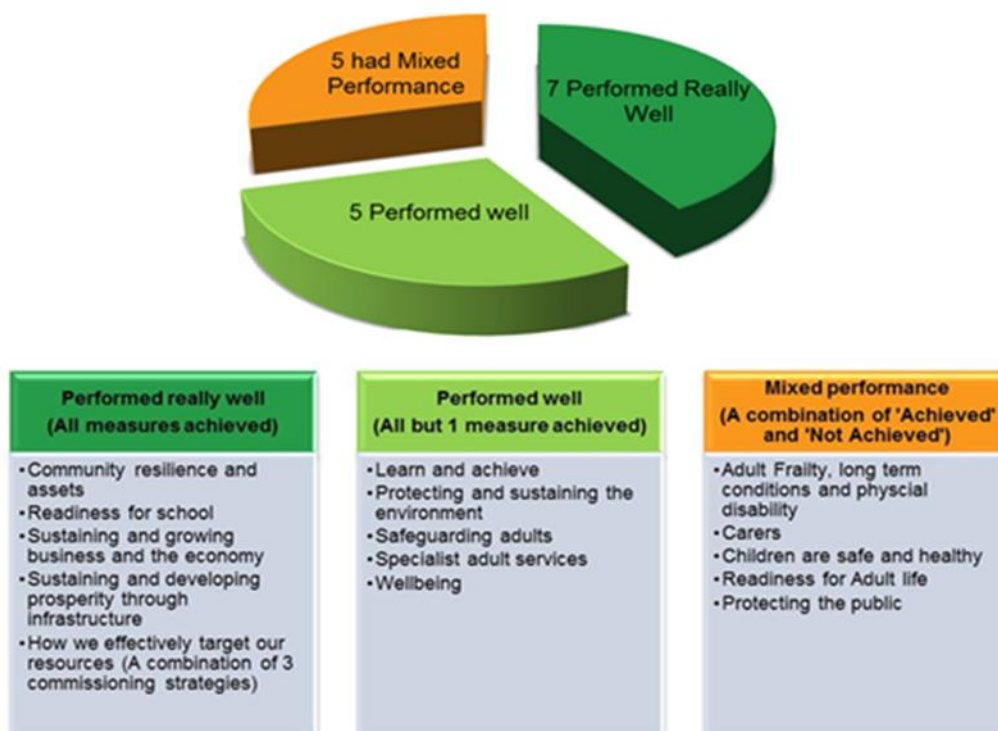 5 had Mixed
Performance
7 Performed Really
Well
5 Performed well
Performed really well
(All measures achieved)
•Community resilience and
assets
•Readiness for school
•Sustaining and growing
business and the economy
•Sustaining and developing
prosperity through
infrastructure
•How we effectively target our
resources (A combination of 3
commissioning strategies)
Performed well
(All but 1 measure achieved)
•Learn and achieve
•Protecting and sustaining the
environment
•Safeguarding adults
•Specialist adult services
•Wellbeing
Mixed performance
(A combination of 'Achieved'
and 'Not Achieved')
•Adult Frailty, long term
conditions and physcial
disability
•Carers
•Children are safe and healthy
•Readiness for Adult life
•Protecting the public